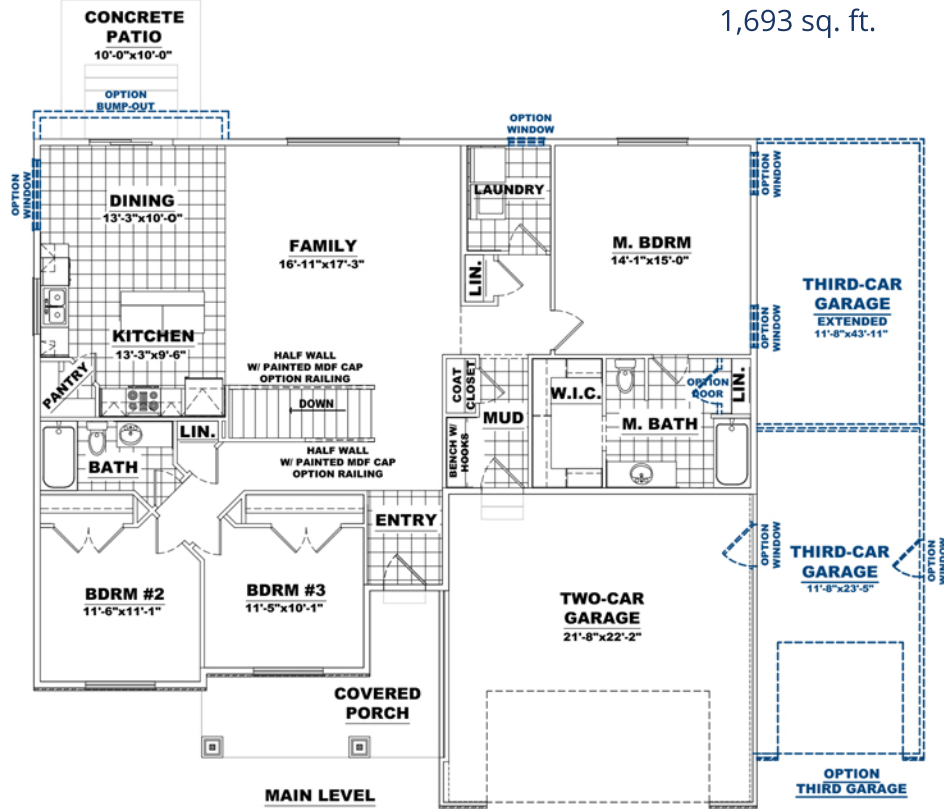 1,693 sq. ft.
CONCRETE
PATIO
10'-0"x10'-0"
OPTION
BUMP-OUT
OPTION
WINDOW
OPTION
WINDOW
OPTION
WINDOW
DINING
13'-3"x10'-0"
LAUNDRY
FAMILY
16'-11"x17'-3"
M. BDRM
14'-1"x15'-0"
LIN.
THIRD-CAR
GARAGE
EXTENDED
11'-8"x43'-11"
OPTION
WINDOW
KITCHEN
13'-3"x9'-6"
PANTRY
HALF WALL
W/ PAINTED MDF CAP
OPTION RAILING
DOWN
COAT
CLOSET
W.I.C.
OPTION
DOOR
LIN.
MUD
M. BATH
LIN.
BENCH W/
HOOKS
HALF WALL
W/ PAINTED MDF CAP
OPTION RAILING
BATH
ENTRY
OPTION
WINDOW
THIRD-CAR
GARAGE
11'-8"x23'-5"
OPTION
WINDOW
BDRM #2
11'-6"x11'-1"
BDRM #3
11'-5"x10'-1"
TWO-CAR
GARAGE
21'-8"x22'-2"
COVERED
PORCH
MAIN LEVEL
OPTION
THIRD GARAGE